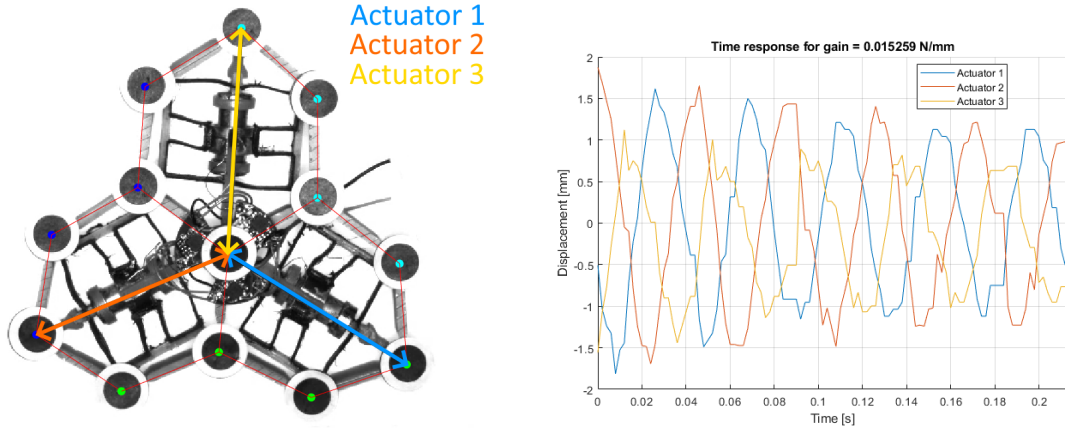 Actuator 1
Actuator 2
Actuator 3
Time response for gain = 0.015259 N/mm
Displacement [mm]
2
1.5
1
0.5
0
-0.5
-1
-1.5
-2
Actuator 1
Actuator 2
Actuator 3
0
0.02
0.04
0.06
0.08
0.1
0.12
0.14
0.16
0.18
0.2
Time [s]